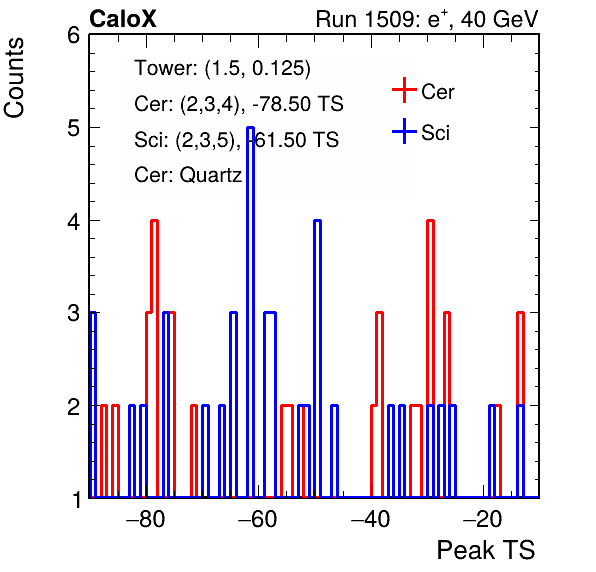 CaloX Run 1509: e+, 40 GeV
Counts
Tower: (1.5, 0.125)
Cer: (2,3,4), -78.50 TS
Sci: (2,3,5), -61.50 TS
Cer: Quartz
Cer
Sci
6
5
4
3
2
1
−80 −60 −40 −20
Peak TS